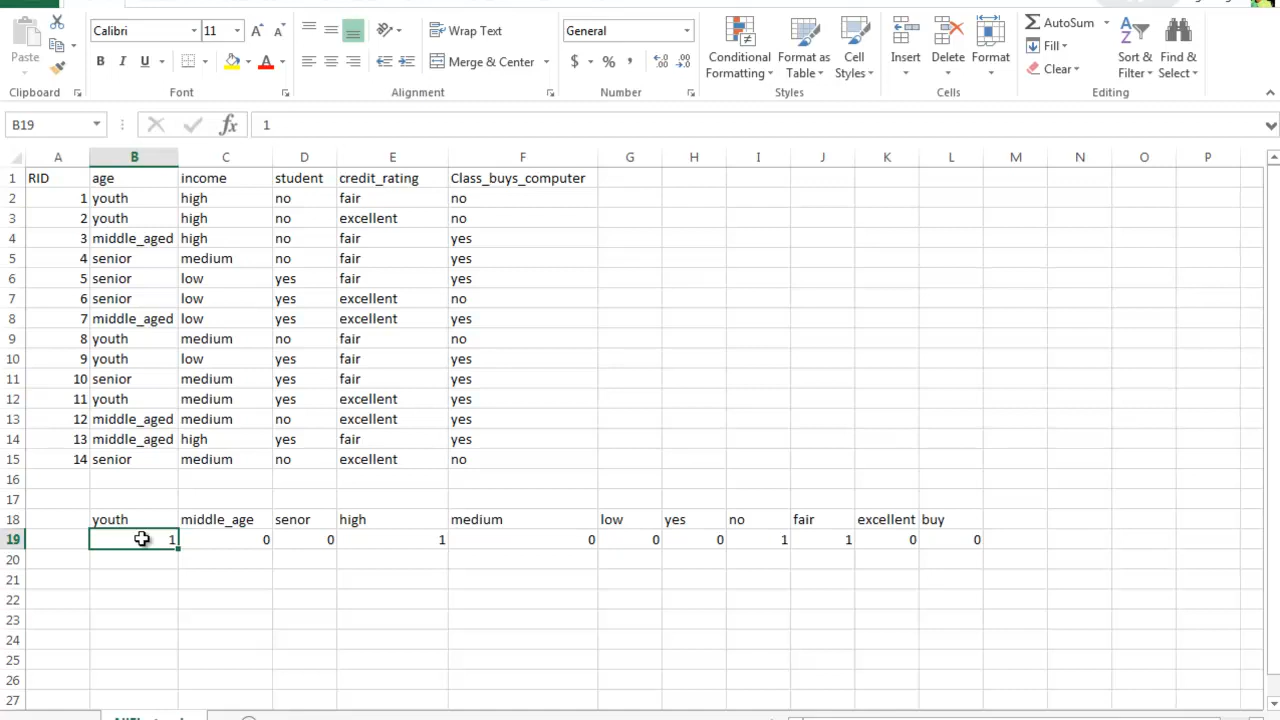 Calibri 11 Wrap Text General AutoSum
Paste B I U Merge & Center $ % , Conditional Formatting Format as Table Cell Styles Insert Delete Format Fill Clear Sort & Filter Find & Select
Clipboard Font Alignment Number Styles Cells Editing
B19 fx 1
A B C D E F G H I J K L M N O P
1 RID age income student credit_rating Class_buys_computer
2 1 youth high no fair no
3 2 youth high no excellent no
4 3 middle_aged high no fair yes
5 4 senior medium no fair yes
6 5 senior low yes fair yes
7 6 senior low yes excellent no
8 7 middle_aged low yes excellent yes
9 8 youth medium no fair no
10 9 youth low yes fair yes
11 10 senior medium yes fair yes
12 11 youth medium yes excellent yes
13 12 middle_aged medium no excellent yes
14 13 middle_aged high yes fair yes
15 14 senior medium no excellent no
16
17
18 youth middle_age senor high medium low yes no fair excellent buy
19 1 0 0 1 0 0 0 1 1 0 0
20
21
22
23
24
25
26
27